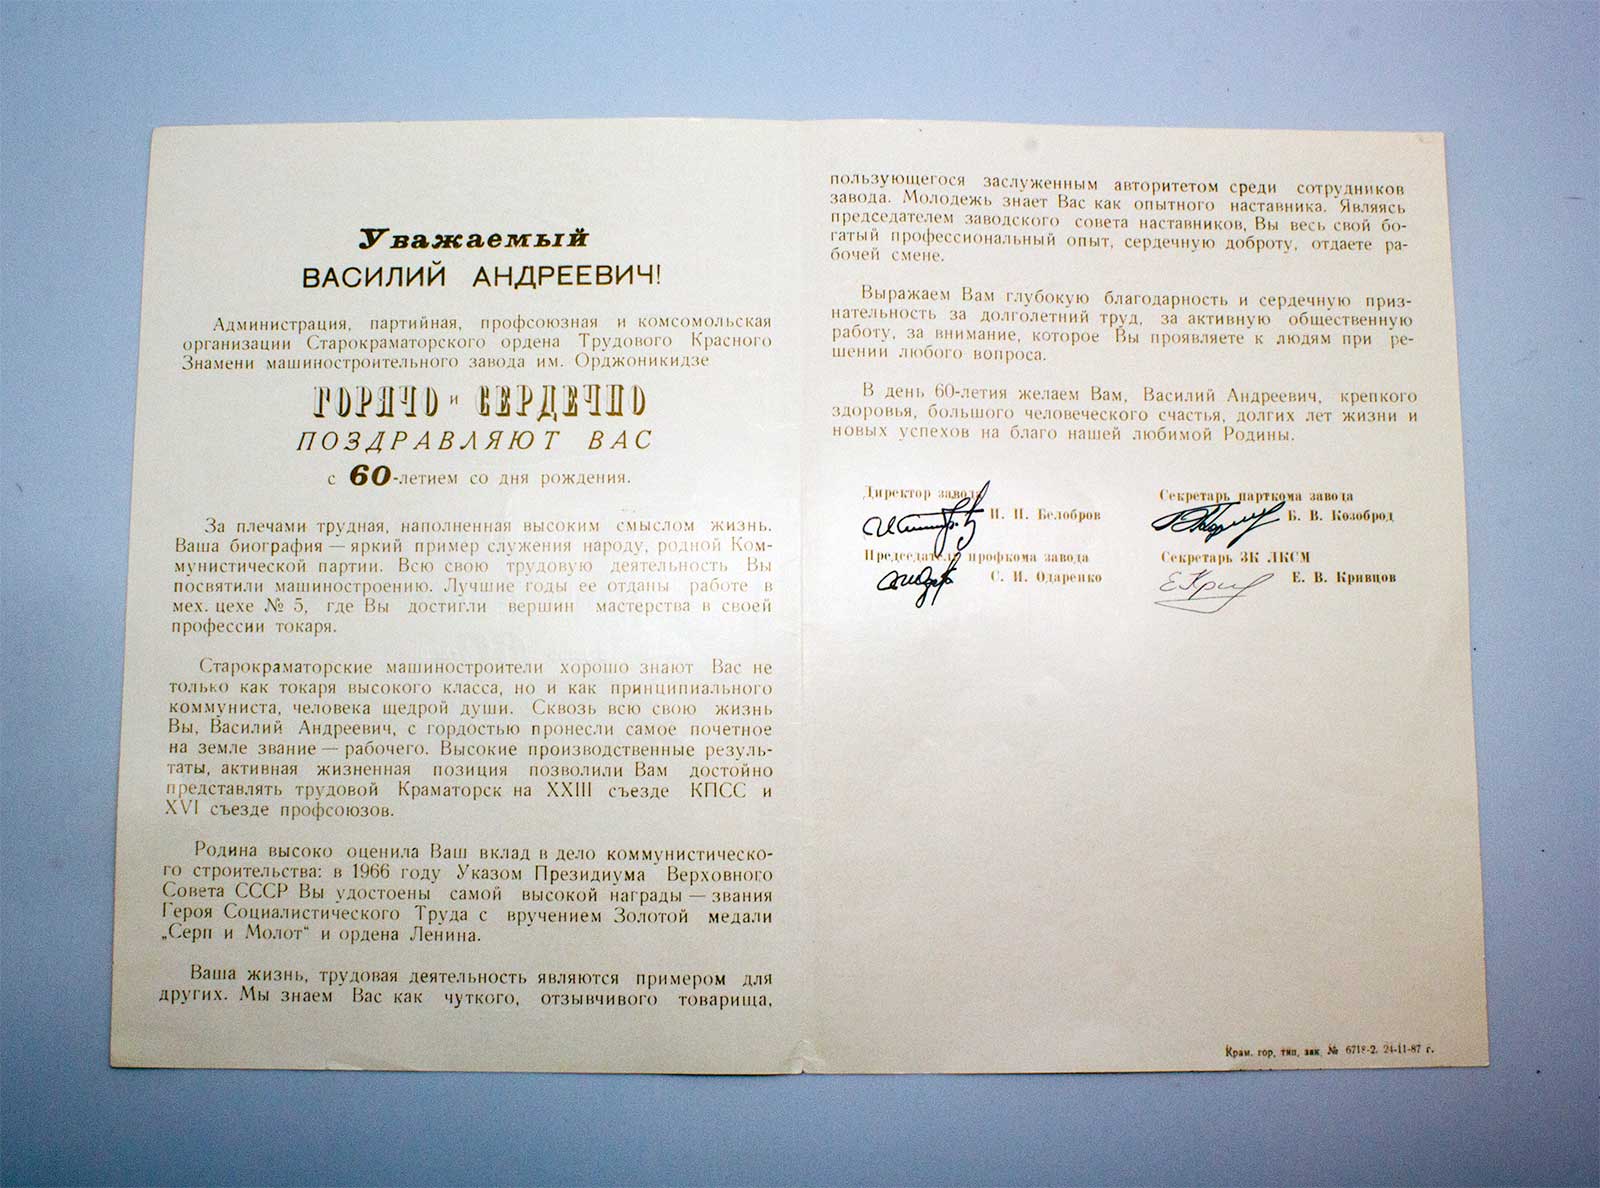 Уважаемый
ВАСИЛИЙ АНДРЕЕВИЧ!
Администрация, партийная, профсоюзная и комсомольская
организации Старокраматорского ордена Трудового Красного
Знамени машиностроительного завода им. Орджоникидзе
ГОРЯЧО и СЕРДЕЧНО
ПОЗДРАВЛЯЮТ ВАС
с 60-летием со дня рождения.
За плечами трудная, наполненная высоким смыслом жизнь.
Ваша биография — яркий пример служения народу, родной Ком-
мунистической партии. Всю свою трудовую деятельность Вы
посвятили машиностроению. Лучшие годы ее отданы работе в
мех. цехе № 5, где Вы достигли вершин мастерства в своей
профессии токаря.
Старокраматорские машиностроители хорошо знают Вас не
только как токаря высокого класса, но и как принципиального
коммуниста, человека щедрой души. Сквозь всю свою жизнь
Вы, Василий Андреевич, с гордостью пронесли самое почетное
на земле звание — рабочего. Высокие производственные резуль-
таты, активная жизненная позиция позволили Вам достойно
представлять трудовой Краматорск на XXIII съезде КПСС и
XVI съезде профсоюзов.
Родина высоко оценила Ваш вклад в дело коммунистическо-
го строительства: в 1966 году Указом Президиума Верховного
Совета СССР Вы удостоены самой высокой награды — звания
Героя Социалистического Труда с вручением Золотой медали
„Серп и Молот“ и ордена Ленина.
Ваша жизнь, трудовая деятельность являются примером для
других. Мы знаем Вас как чуткого, отзывчивого товарища,
пользующегося заслуженным авторитетом среди сотрудников
завода. Молодежь знает Вас как опытного наставника. Являясь
председателем заводского совета наставников, Вы весь свой бо-
гатый профессиональный опыт, сердечную доброту, отдаете ра-
бочей смене.
Выражаем Вам глубокую благодарность и сердечную приз-
нательность за долголетний труд, за активную общественную
работу, за внимание, которое Вы проявляете к людям при ре-
шении любого вопроса.
В день 60-летия желаем Вам, Василий Андреевич, крепкого
здоровья, большого человеческого счастья, долгих лет жизни и
новых успехов на благо нашей любимой Родины.
Директор завода
И. И. Белобров
Председатель профкома завода
С. И. Одаренко
Секретарь парткома завода
Б. В. Козоброд
Секретарь ЗК ЛКСМ
Е. В. Кривцов
Крам. гор. тип. зак. № 6718-2. 24-11-87 г.